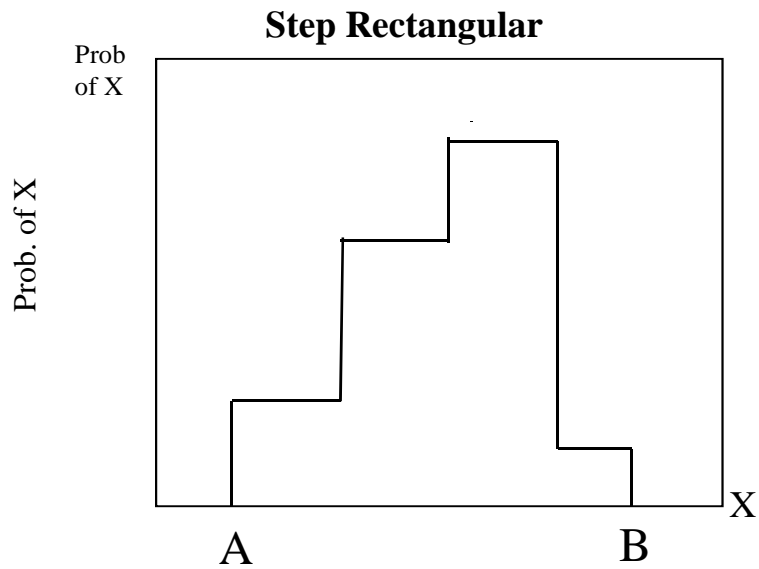 Step Rectangular
Prob
of X
Prob. of X
X
A
B